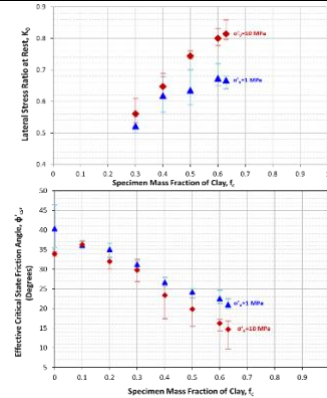 Lateral Stress Ratio at Rest, K₀
0.9
0.8
0.7
0.6
0.5
0.4
σ'ᵥ=10 MPa
σ'ᵥ=1 MPa
0 0.1 0.2 0.3 0.4 0.5 0.6 0.7 0.8 0.9
Specimen Mass Fraction of Clay, f꜀
Effective Critical State Friction Angle, ϕ'cs, (Degrees)
50
45
40
35
30
25
20
15
10
5
σ'ᵥ=1 MPa
σ'ᵥ=10 MPa
0 0.1 0.2 0.3 0.4 0.5 0.6 0.7 0.8 0.9
Specimen Mass Fraction of Clay, f꜀